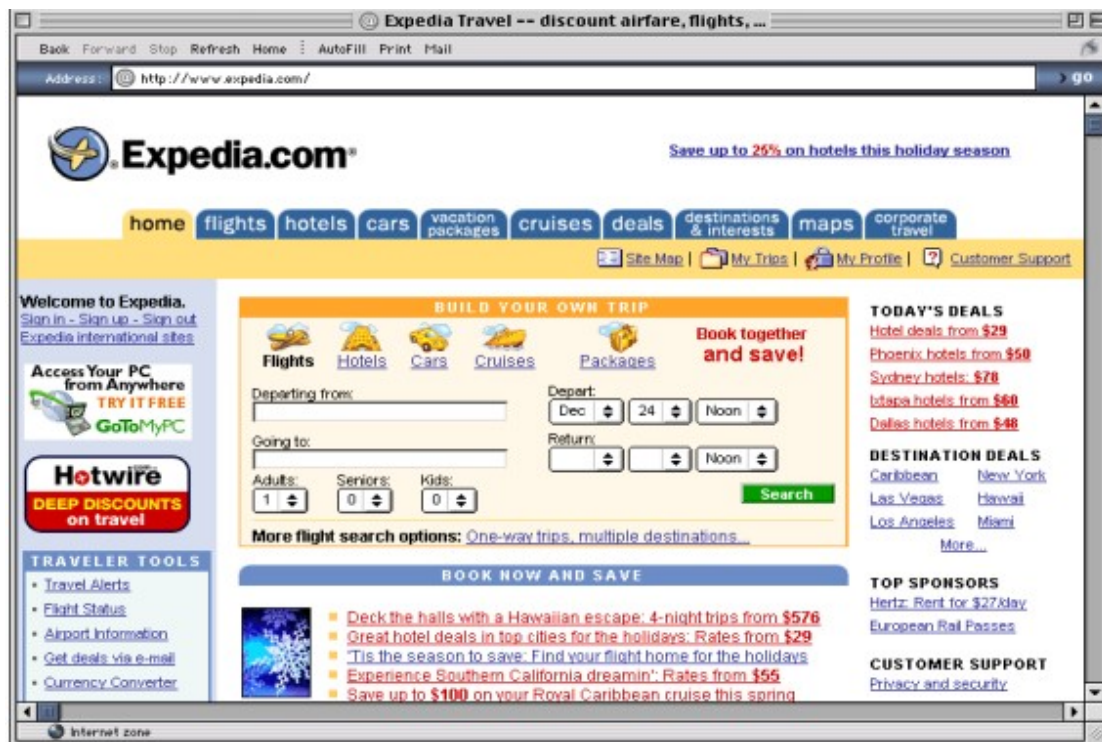 Expedia Travel -- discount airfare, flights, ...
Back Forward Stop Refresh Home AutoFill Print Mail
Address: http://www.expedia.com/ go
Expedia.com
Save up to 25% on hotels this holiday season
home flights hotels cars vacation packages cruises deals destinations & interests maps corporate travel
Site Map | My Trips | My Profile | Customer Support
Welcome to Expedia.
Sign in - Sign up - Sign out
Expedia international sites
Access Your PC
from Anywhere
TRY IT FREE
GoToMyPC
Hotwire
DEEP DISCOUNTS
on travel
TRAVELER TOOLS
Travel Alerts
Flight Status
Airport Information
Get deals via e-mail
Currency Converter
BUILD YOUR OWN TRIP
Flights Hotels Cars Cruises Packages
Book together
and save!
Departing from:
Depart:
Dec 24 Noon
Going to:
Return:
Noon
Adults: Seniors: Kids:
1 0 0
Search
More flight search options: One-way trips, multiple destinations...
BOOK NOW AND SAVE
Deck the halls with a Hawaiian escape: 4-night trips from $576
Great hotel deals in top cities for the holidays: Rates from $29
'Tis the season to save: Find your flight home for the holidays
Experience Southern California dreamin': Rates from $55
Save up to $100 on your Royal Caribbean cruise this spring
TODAY'S DEALS
Hotel deals from $29
Phoenix hotels from $50
Sydney hotels: $78
Ixtapa hotels from $60
Dallas hotels from $48
DESTINATION DEALS
Caribbean New York
Las Vegas Hawaii
Los Angeles Miami
More...
TOP SPONSORS
Hertz: Rent for $27/day
European Rail Passes
CUSTOMER SUPPORT
Privacy and security
Internet zone